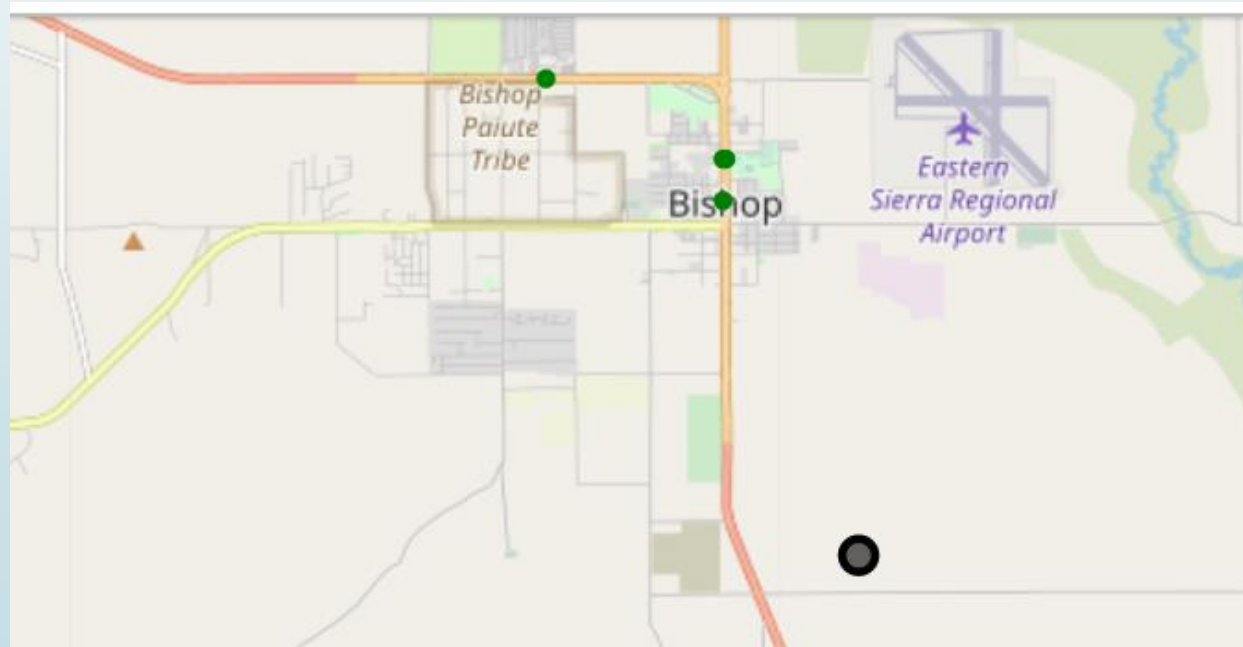 Bishop
Paiute
Tribe
Bishop
Eastern
Sierra Regional
Airport